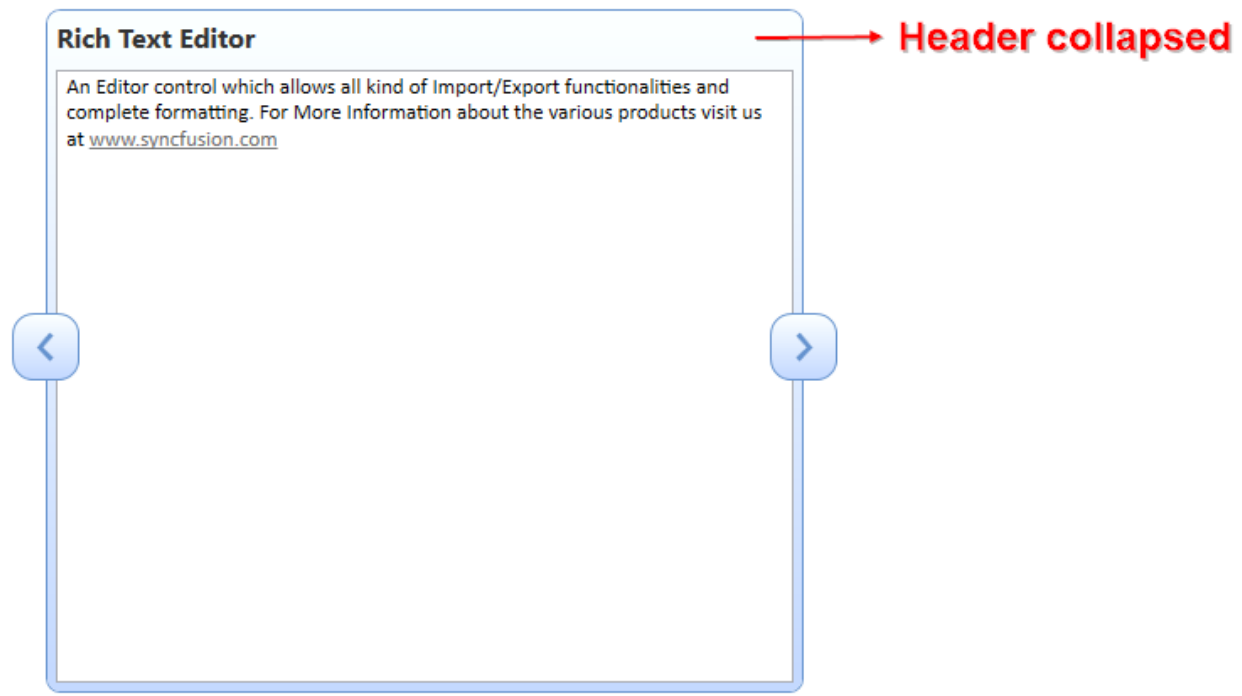 Rich Text Editor
Header collapsed
An Editor control which allows all kind of Import/Export functionalities and
complete formatting. For More Information about the various products visit us
at www.syncfusion.com